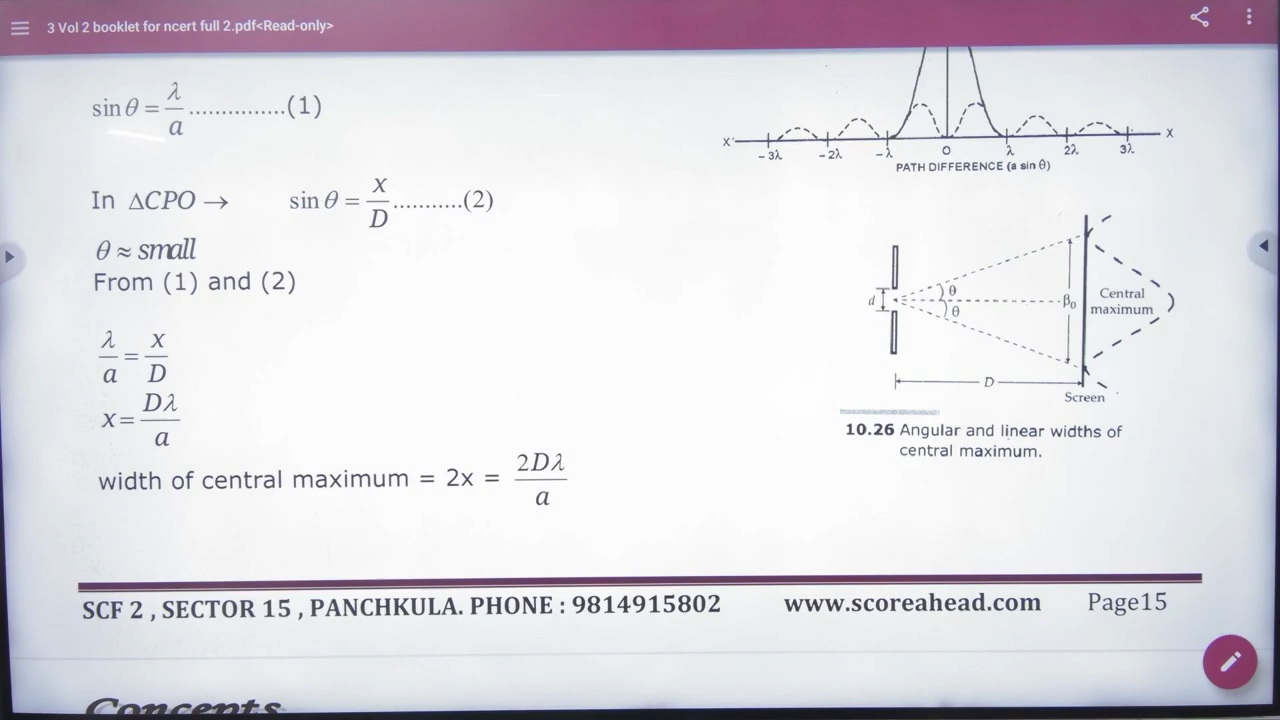 3 Vol 2 booklet for ncert full 2.pdf<Read-only>
sin θ = λ/a ...............(1)
In ΔCPO → sin θ = x/D ...........(2)
θ ≈ small
From (1) and (2)
λ/a = x/D
x = Dλ/a
width of central maximum = 2x = 2Dλ/a
X' X
- 3λ - 2λ - λ O λ 2λ 3λ
PATH DIFFERENCE (a sin θ)
d θ θ β₀ Central maximum
D
Screen
10.26 Angular and linear widths of
central maximum.
SCF 2 , SECTOR 15 , PANCHKULA. PHONE : 9814915802 www.scoreahead.com Page15
Concepts